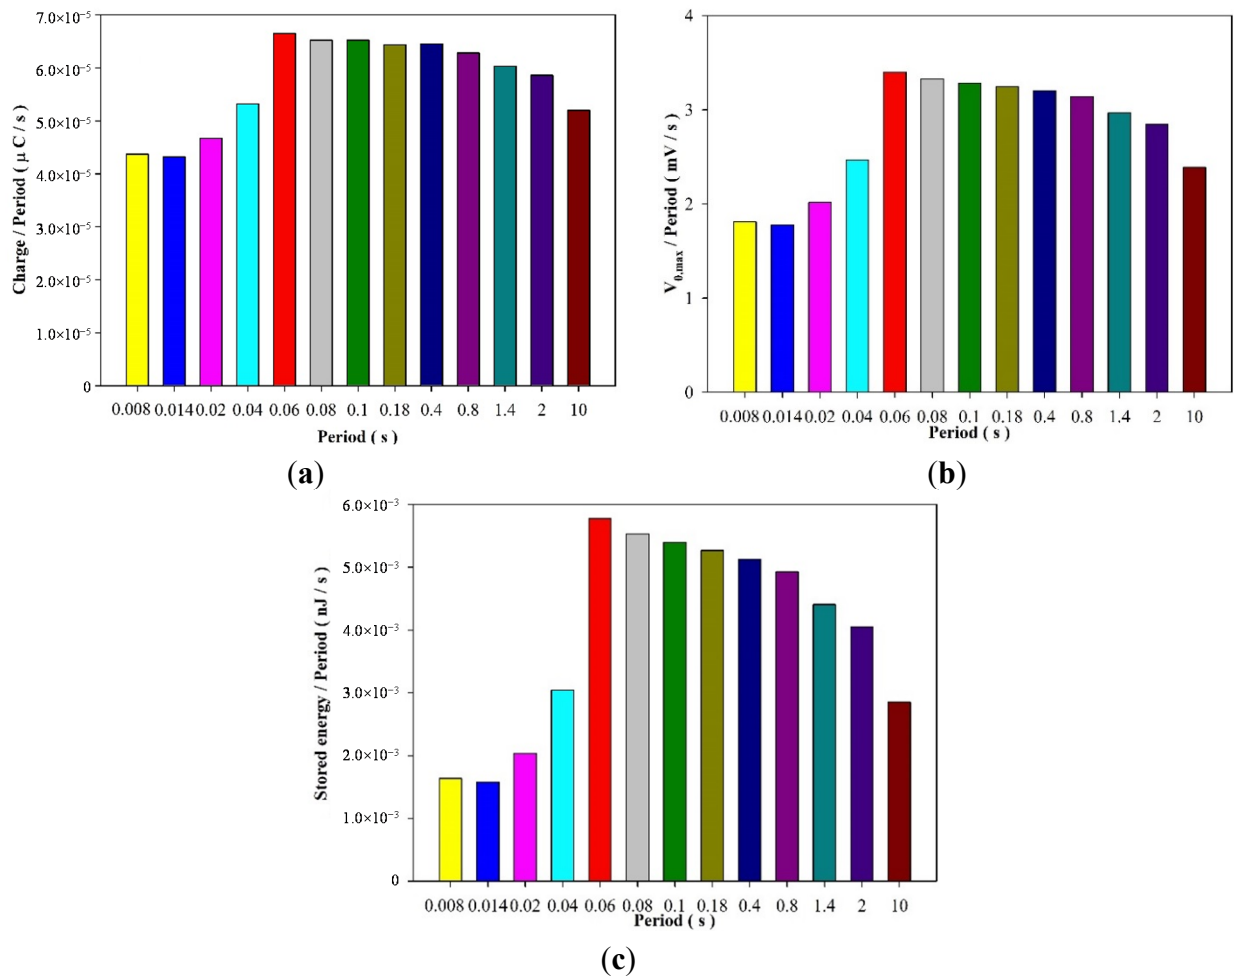 7.0×10⁻⁵
6.0×10⁻⁵
5.0×10⁻⁵
4.0×10⁻⁵
3.0×10⁻⁵
2.0×10⁻⁵
1.0×10⁻⁵
0
Charge / Period ( μ C / s )
0.008 0.014 0.02 0.04 0.06 0.08 0.1 0.18 0.4 0.8 1.4 2 10
Period ( s )
(a)
4
3
2
1
0
V0,max / Period ( mV / s )
0.008 0.014 0.02 0.04 0.06 0.08 0.1 0.18 0.4 0.8 1.4 2 10
Period ( s )
(b)
6.0×10⁻³
5.0×10⁻³
4.0×10⁻³
3.0×10⁻³
2.0×10⁻³
1.0×10⁻³
0
Stored energy / Period ( nJ / s )
0.008 0.014 0.02 0.04 0.06 0.08 0.1 0.18 0.4 0.8 1.4 2 10
Period ( s )
(c)